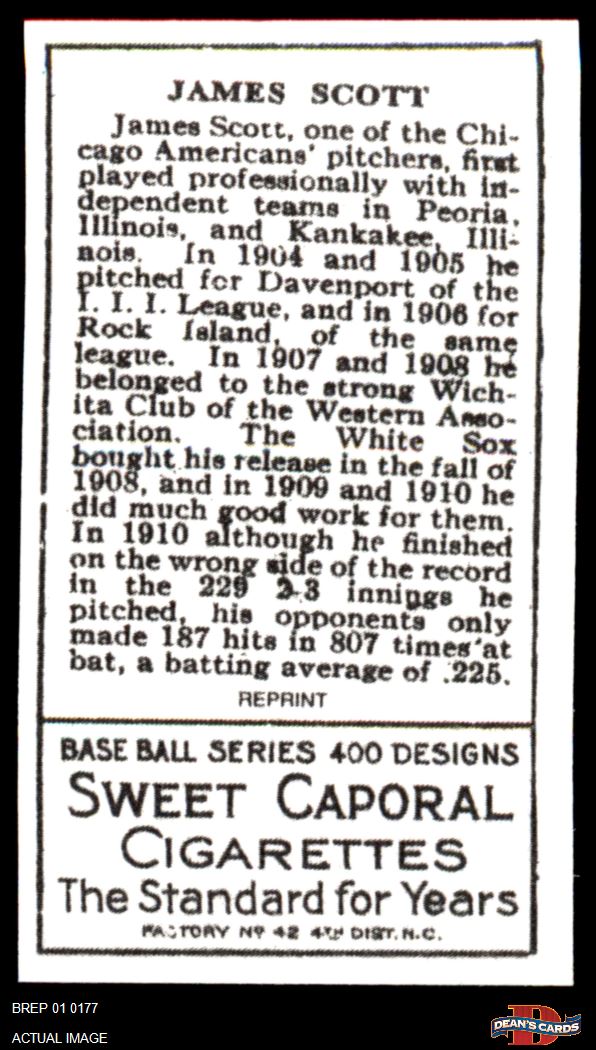 JAMES SCOTT
James Scott, one of the Chi-
cago Americans' pitchers, first
played professionally with in-
dependent teams in Peoria,
Illinois, and Kankakee, Illi-
nois. In 1904 and 1905 he
pitched for Davenport of the
I. I. I. League, and in 1906 for
Rock Island, of the same
league. In 1907 and 1908 he
belonged to the strong Wich-
ita Club of the Western Asso-
ciation. The White Sox
bought his release in the fall of
1908, and in 1909 and 1910 he
did much good work for them.
In 1910 although he finished
on the wrong side of the record
in the 229 2-3 innings he
pitched, his opponents only
made 187 hits in 807 times at
bat, a batting average of .225.
REPRINT
BASE BALL SERIES 400 DESIGNS
SWEET CAPORAL
CIGARETTES
The Standard for Years
FACTORY Nº 42 4TH DIST. N.C.
BREP 01 0177
ACTUAL IMAGE
D
DEAN'S CARDS